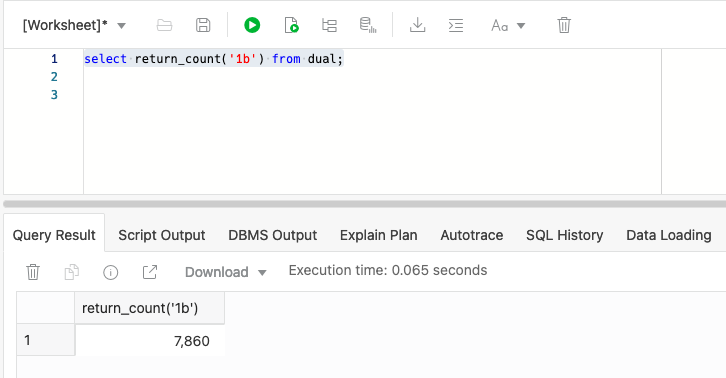 [Worksheet]*
Aa
1 select return_count('1b') from dual;
2
3
Query Result Script Output DBMS Output Explain Plan Autotrace SQL History Data Loading
Download Execution time: 0.065 seconds
return_count('1b')
1 7,860